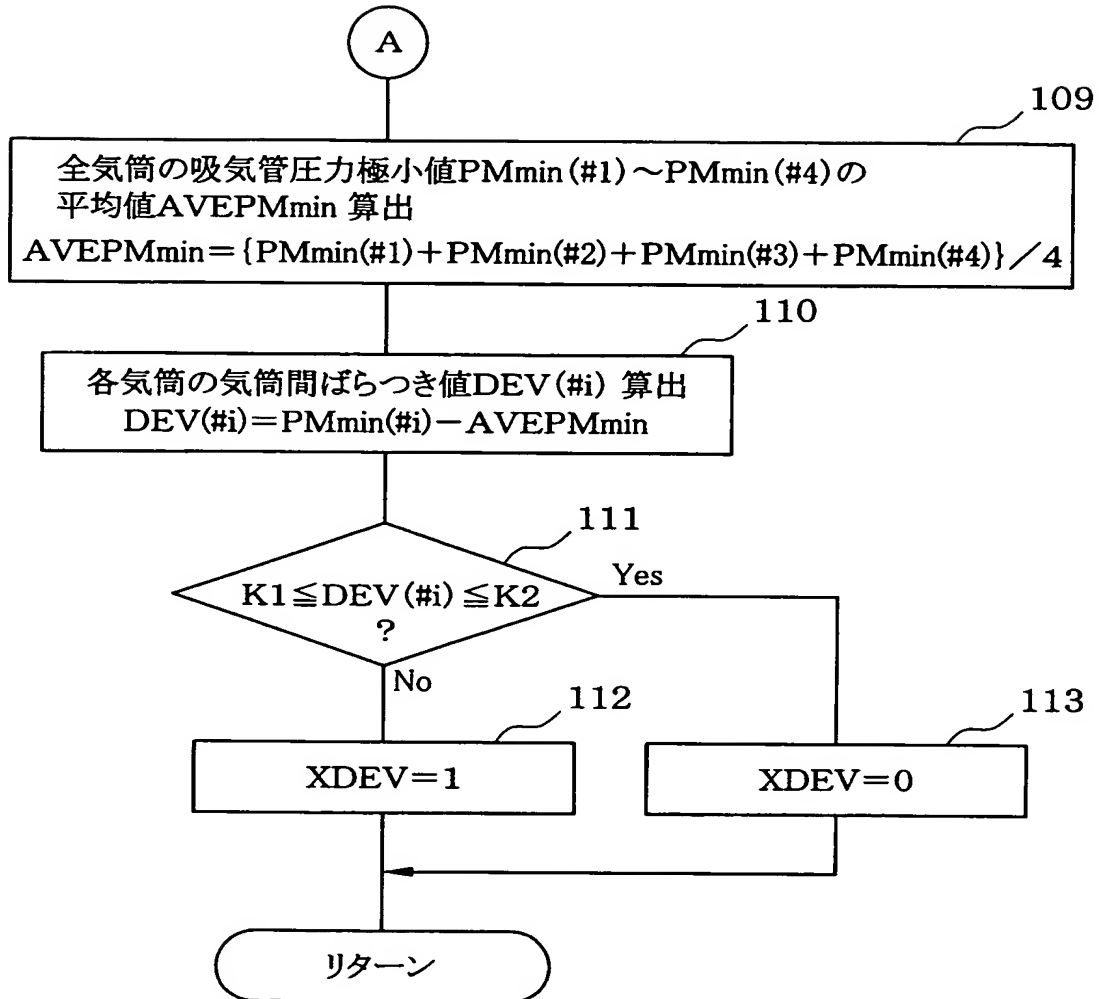 A
109
全気筒の吸気管圧力極小値PMmin(#1)～PMmin(#4)の
平均値AVEPMmin 算出
AVEPMmin＝{PMmin(#1)+PMmin(#2)+PMmin(#3)+PMmin(#4)}／4
110
各気筒の気筒間ばらつき値DEV(#i) 算出
DEV(#i)＝PMmin(#i)－AVEPMmin
111
K1≦DEV(#i)≦K2
?
Yes
No
112
XDEV＝1
113
XDEV＝0
リターン